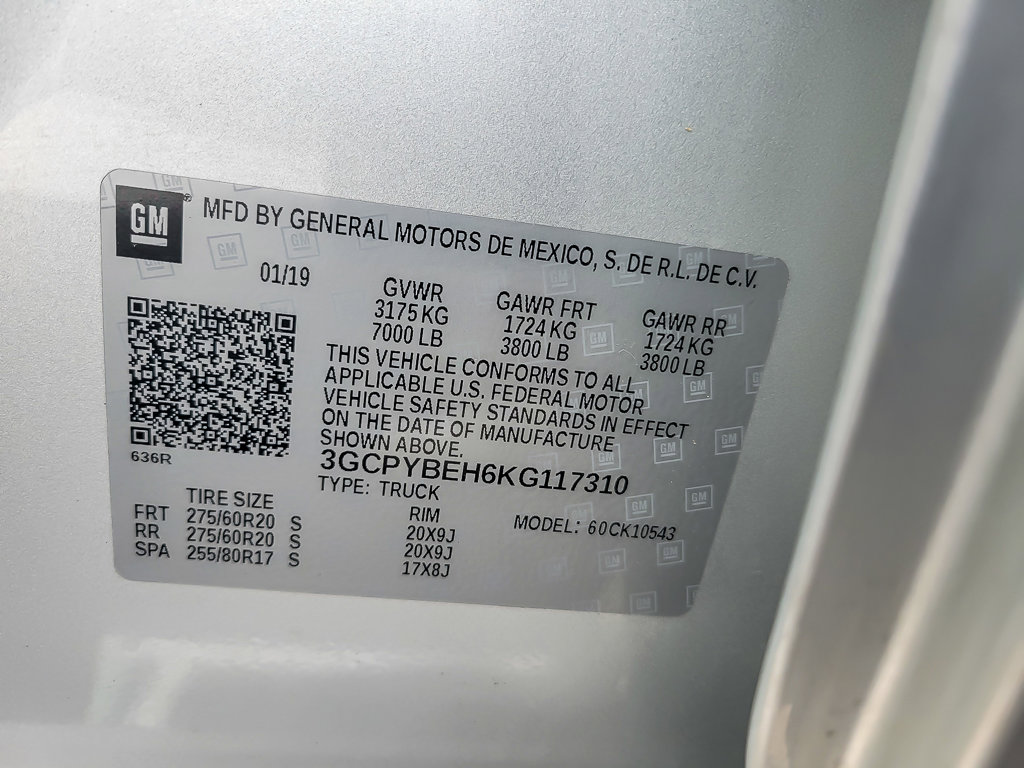 GM® MFD BY GENERAL MOTORS DE MEXICO, S. DE R.L. DE C.V.
01/19 GVWR GAWR FRT GAWR RR
3175 KG 1724 KG 1724 KG
7000 LB 3800 LB 3800 LB
THIS VEHICLE CONFORMS TO ALL
APPLICABLE U.S. FEDERAL MOTOR
VEHICLE SAFETY STANDARDS IN EFFECT
ON THE DATE OF MANUFACTURE
SHOWN ABOVE.
636R
3GCPYBEH6KG117310
TYPE: TRUCK
TIRE SIZE RIM MODEL: 60CK10543
FRT 275/60R20 S 20X9J
RR 275/60R20 S 20X9J
SPA 255/80R17 S 17X8J